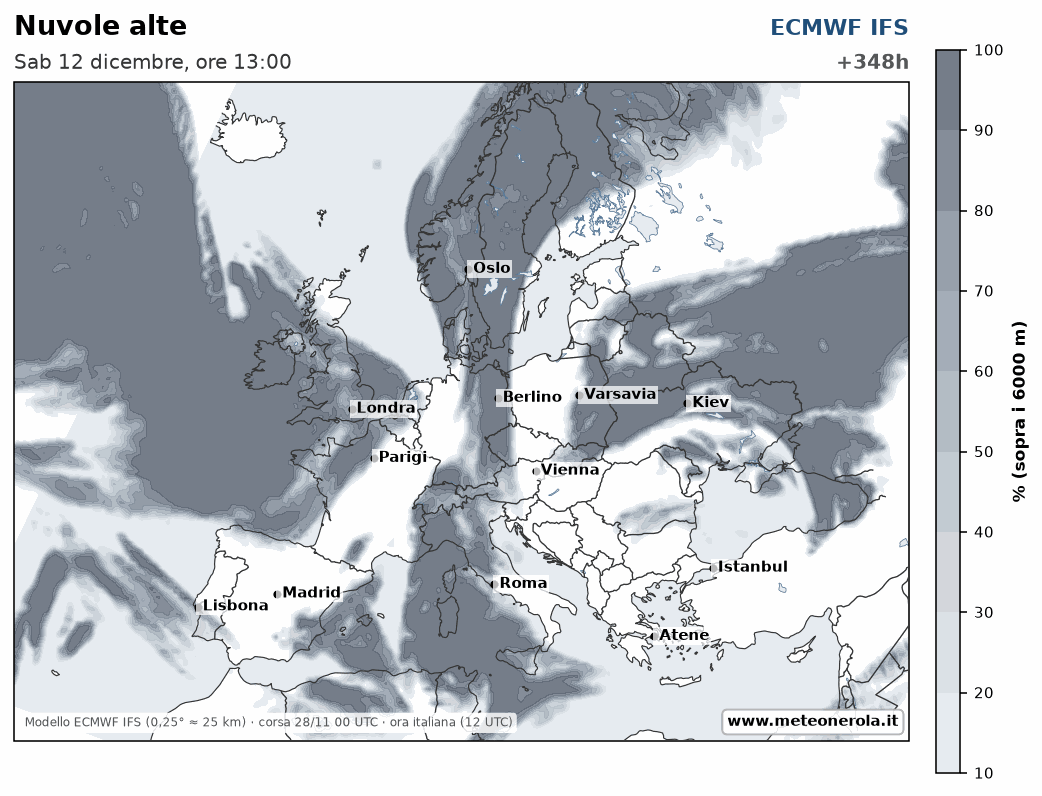 Nuvole alte
ECMWF IFS
Sab 12 dicembre, ore 13:00
+348h
100
90
80
70
60
50
40
30
20
10
% (sopra i 6000 m)
Oslo
Londra
Berlino
Varsavia
Kiev
Parigi
Vienna
Istanbul
Roma
Madrid
Lisbona
Atene
Modello ECMWF IFS (0,25° ≈ 25 km) · corsa 28/11 00 UTC · ora italiana (12 UTC)
www.meteonerola.it